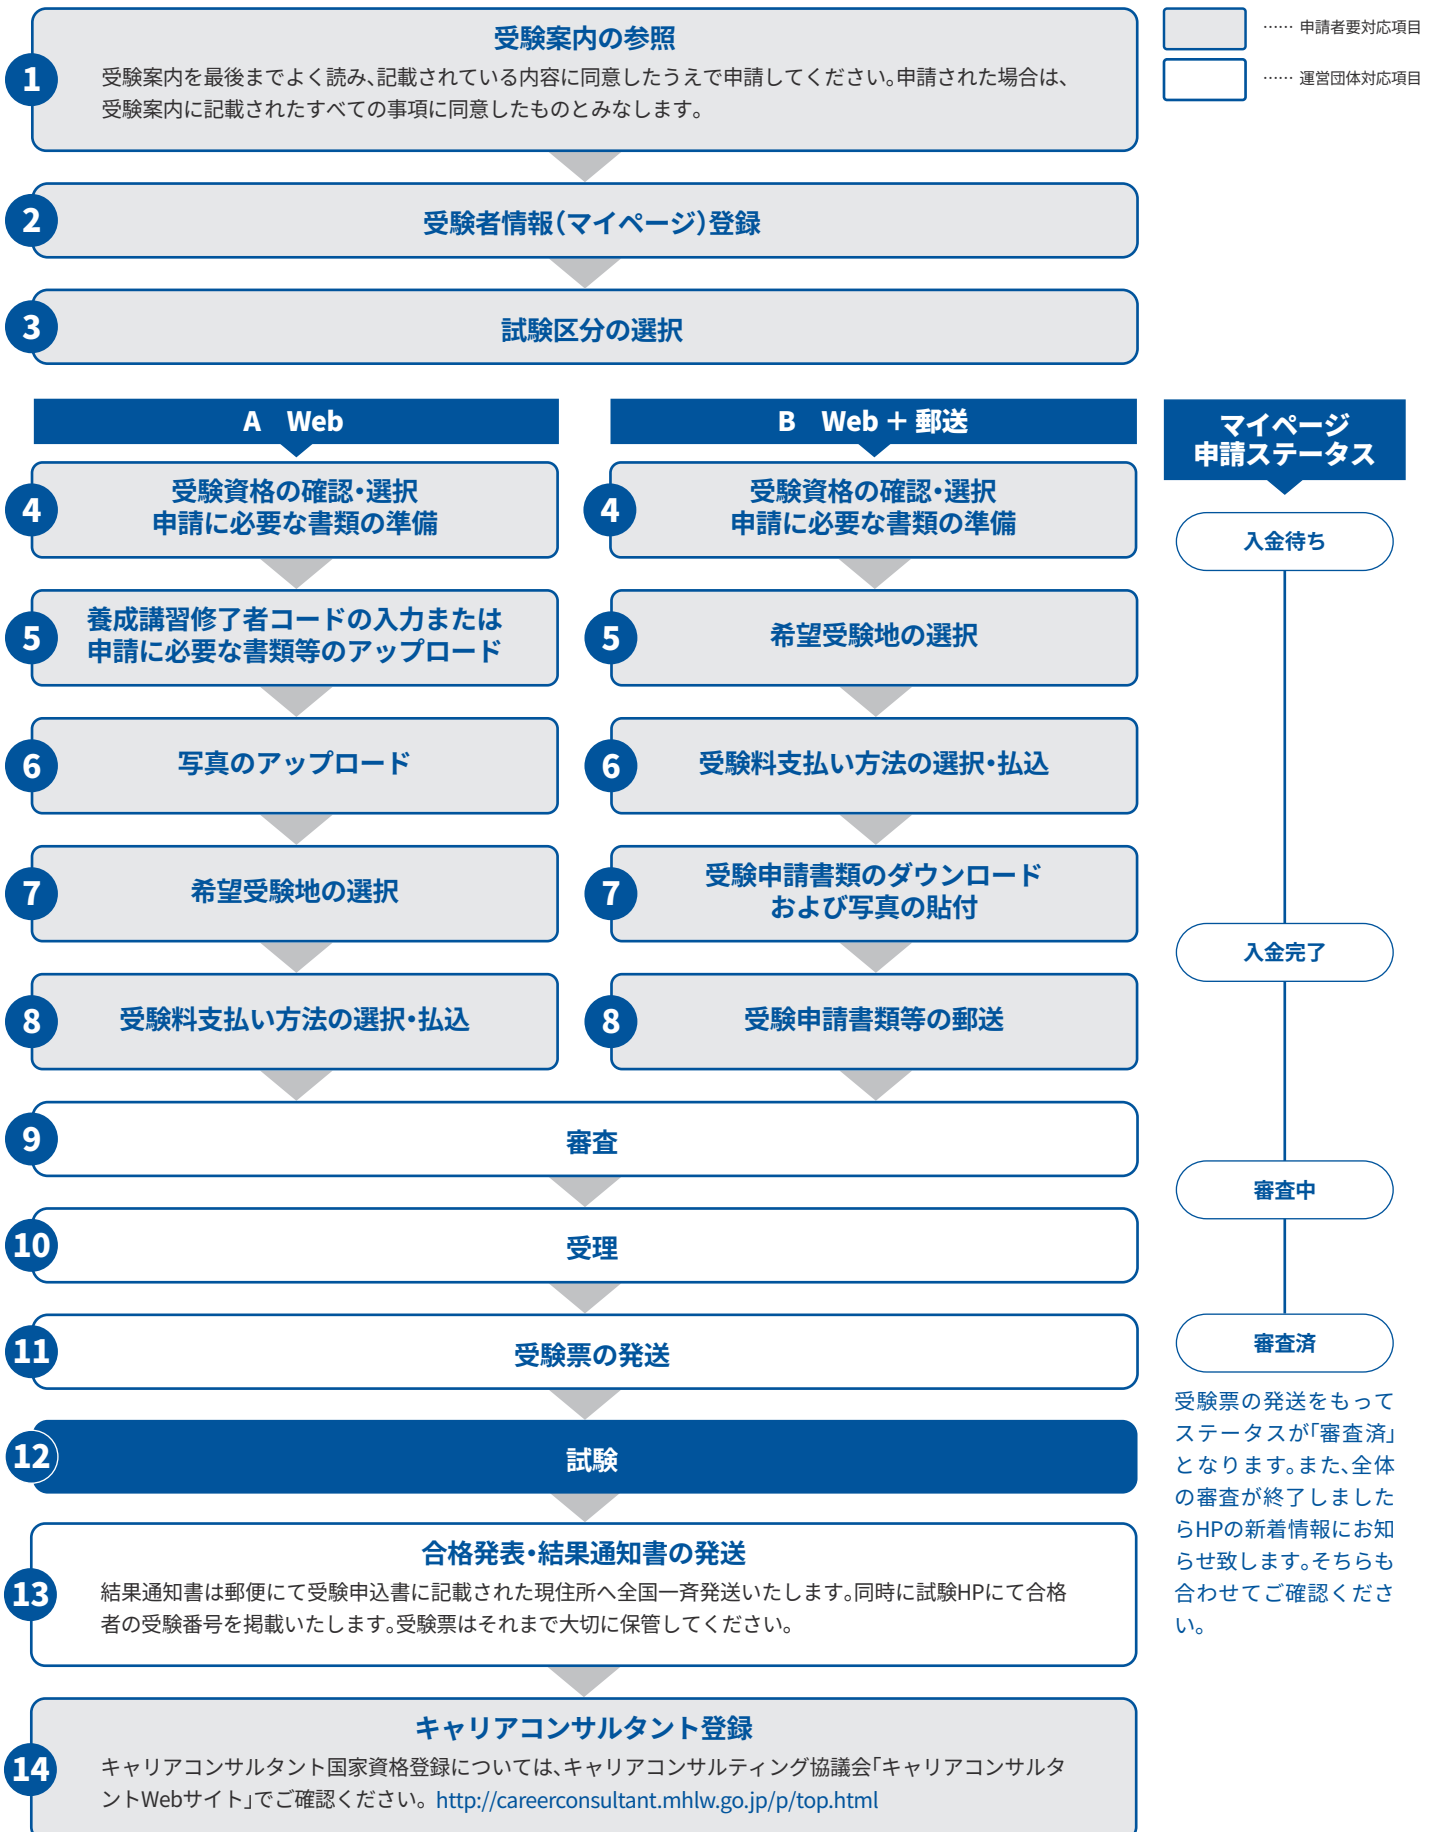 1
受験案内の参照
受験案内を最後までよく読み、記載されている内容に同意したうえで申請してください。申請された場合は、
受験案内に記載されたすべての事項に同意したものとみなします。
…… 申請者要対応項目
…… 運営団体対応項目
2
受験者情報（マイページ）登録
3
試験区分の選択
A Web
4
受験資格の確認・選択
申請に必要な書類の準備
5
養成講習修了者コードの入力または
申請に必要な書類等のアップロード
6
写真のアップロード
7
希望受験地の選択
8
受験料支払い方法の選択・払込
B Web ＋ 郵送
4
受験資格の確認・選択
申請に必要な書類の準備
5
希望受験地の選択
6
受験料支払い方法の選択・払込
7
受験申請書類のダウンロード
および写真の貼付
8
受験申請書類等の郵送
9
審査
10
受理
11
受験票の発送
12
試験
13
合格発表・結果通知書の発送
結果通知書は郵便にて受験申込書に記載された現住所へ全国一斉発送いたします。同時に試験HPにて合格
者の受験番号を掲載いたします。受験票はそれまで大切に保管してください。
14
キャリアコンサルタント登録
キャリアコンサルタント国家資格登録については、キャリアコンサルティング協議会「キャリアコンサルタ
ントWebサイト」でご確認ください。 http://careerconsultant.mhlw.go.jp/p/top.html
マイページ
申請ステータス
入金待ち
入金完了
審査中
審査済
受験票の発送をもって
ステータスが「審査済」
となります。また、全体
の審査が終了しました
らHPの新着情報にお知
らせ致します。そちらも
合わせてご確認くださ
い。